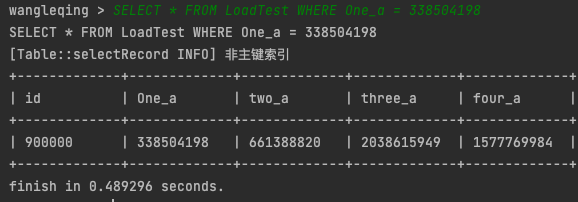 wangleqing > SELECT * FROM LoadTest WHERE One_a = 338504198
SELECT * FROM LoadTest WHERE One_a = 338504198
[Table::selectRecord INFO] 非主键索引
+-------------+-------------+-------------+-------------+-------------+
| id          | One_a       | two_a       | three_a     | four_a      |
+-------------+-------------+-------------+-------------+-------------+
| 900000      | 338504198   | 661388820   | 2038615949  | 1577769984  |
+-------------+-------------+-------------+-------------+-------------+
finish in 0.489296 seconds.